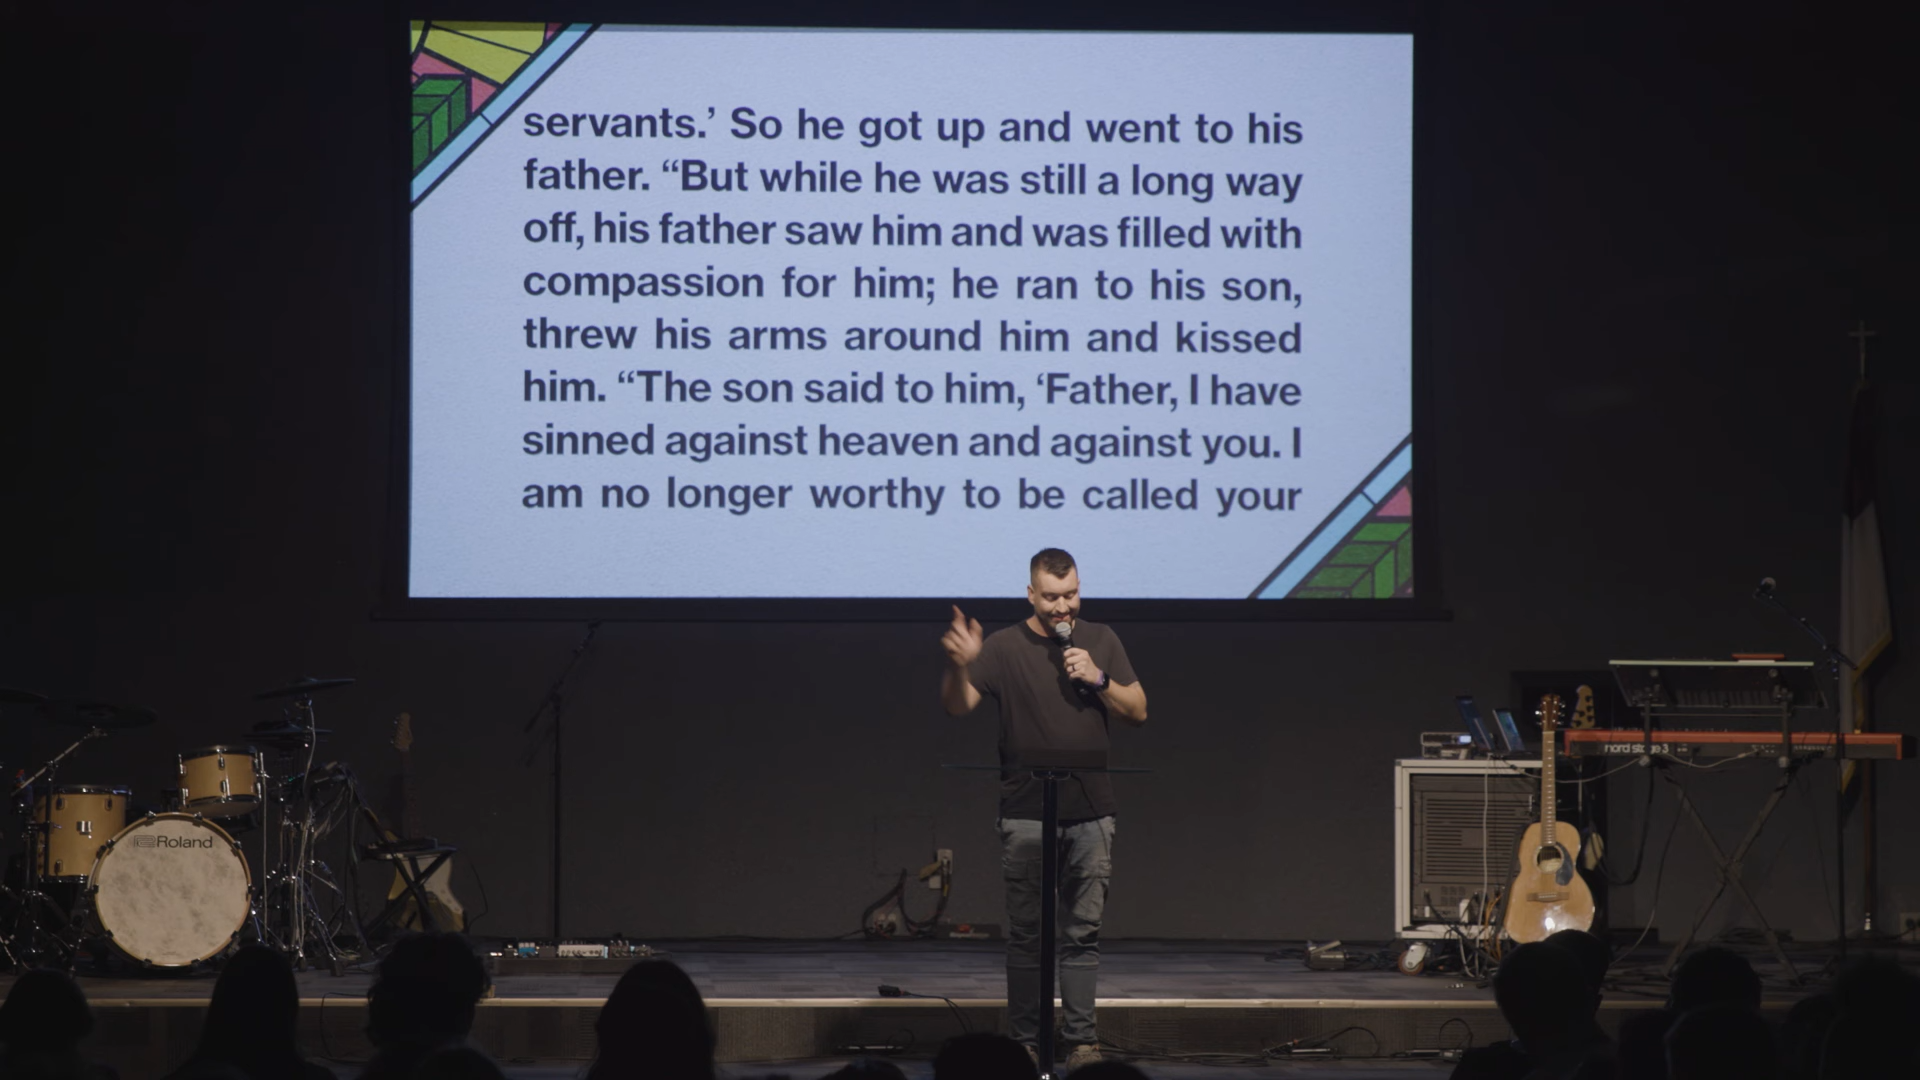 servants.’ So he got up and went to his
father. “But while he was still a long way
off, his father saw him and was filled with
compassion for him; he ran to his son,
threw his arms around him and kissed
him. “The son said to him, ‘Father, I have
sinned against heaven and against you. I
am no longer worthy to be called your
nord stage 3
Roland